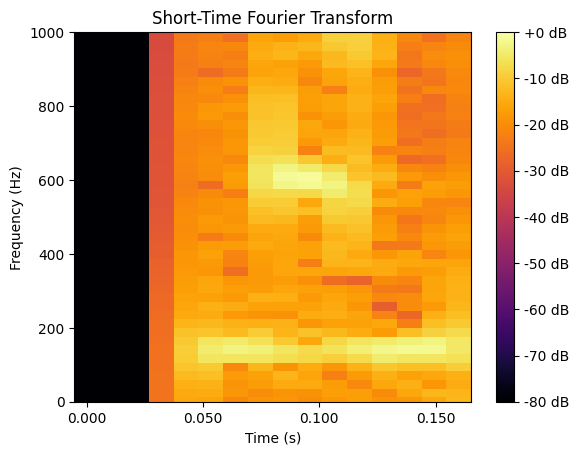 Short-Time Fourier Transform
Frequency (Hz)
1000
800
600
400
200
0
0.000
0.050
0.100
0.150
Time (s)
+0 dB
-10 dB
-20 dB
-30 dB
-40 dB
-50 dB
-60 dB
-70 dB
-80 dB